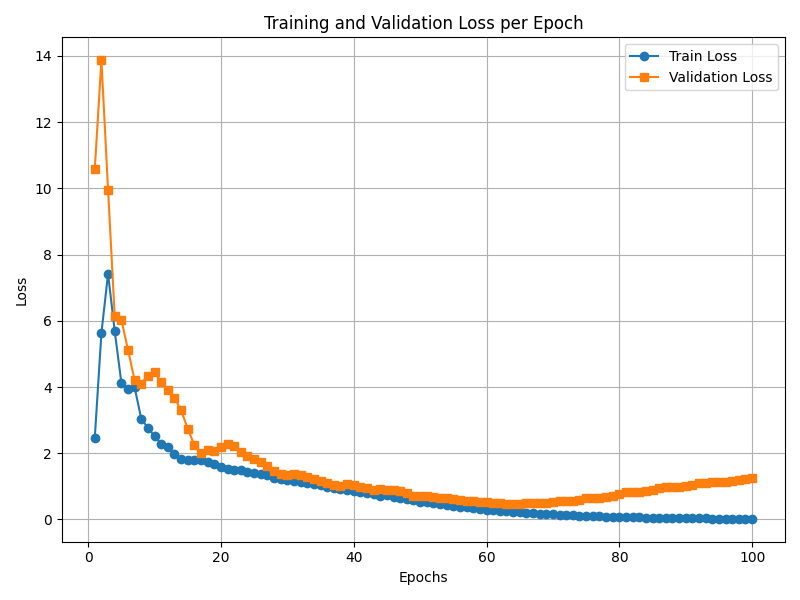 Training and Validation Loss per Epoch
Train Loss
Validation Loss
14
12
10
8
6
4
2
0
Loss
0 20 40 60 80 100
Epochs